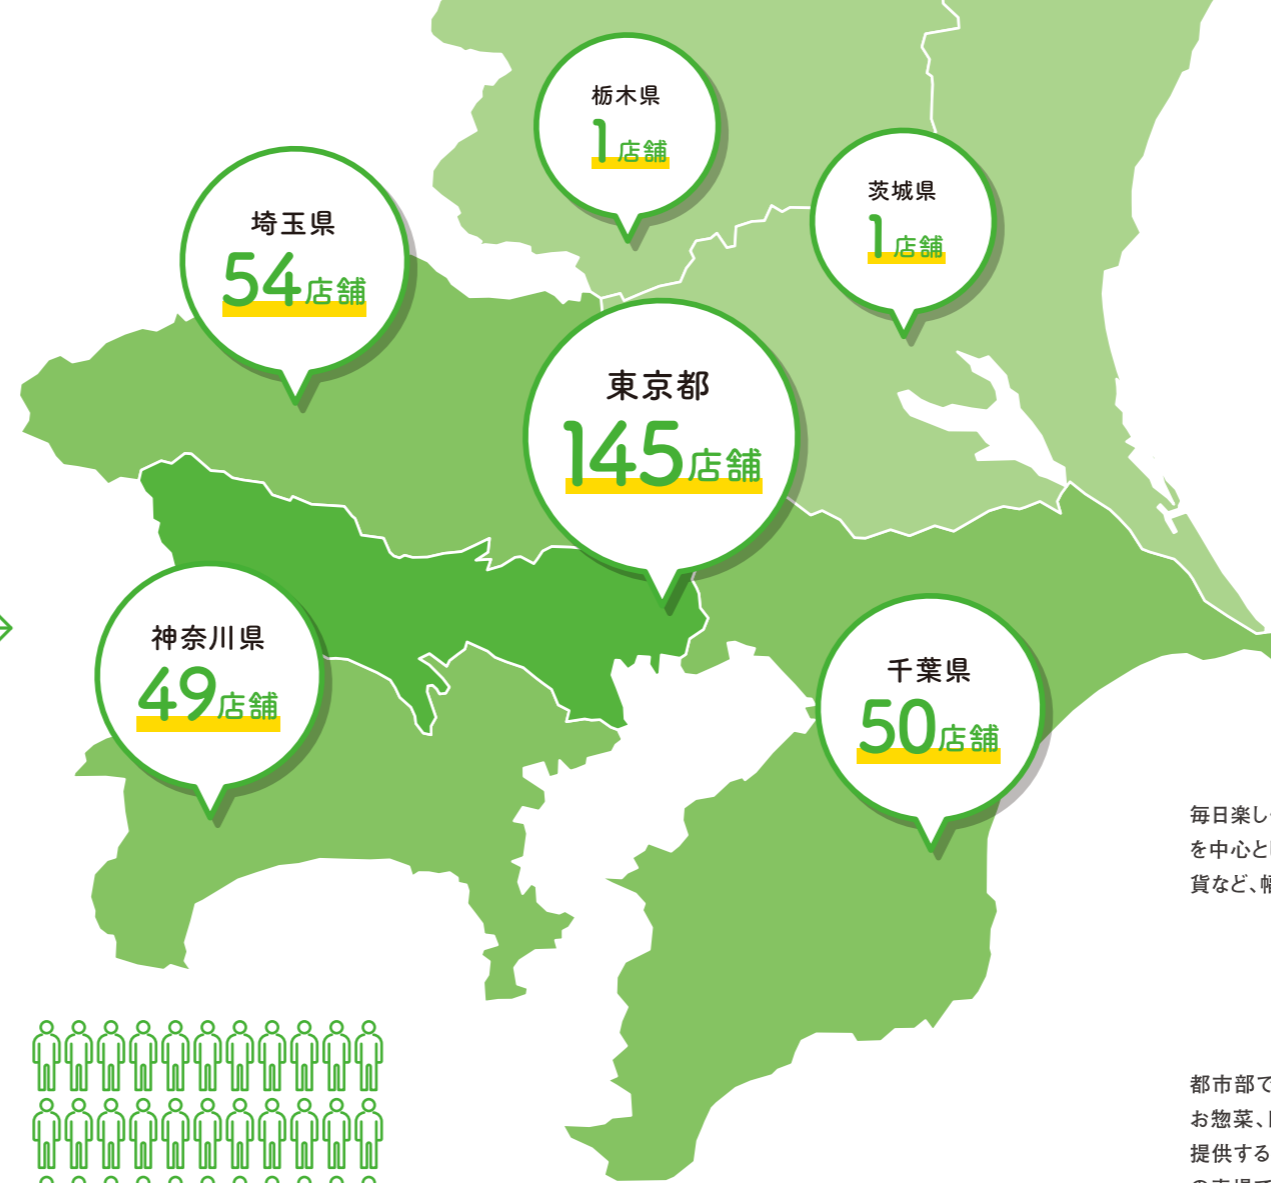 栃木県
1店舗
茨城県
1店舗
埼玉県
54店舗
東京都
145店舗
神奈川県
49店舗
千葉県
50店舗
毎日楽し
を中心と
貨など、
都市部で
お惣菜、
提供する